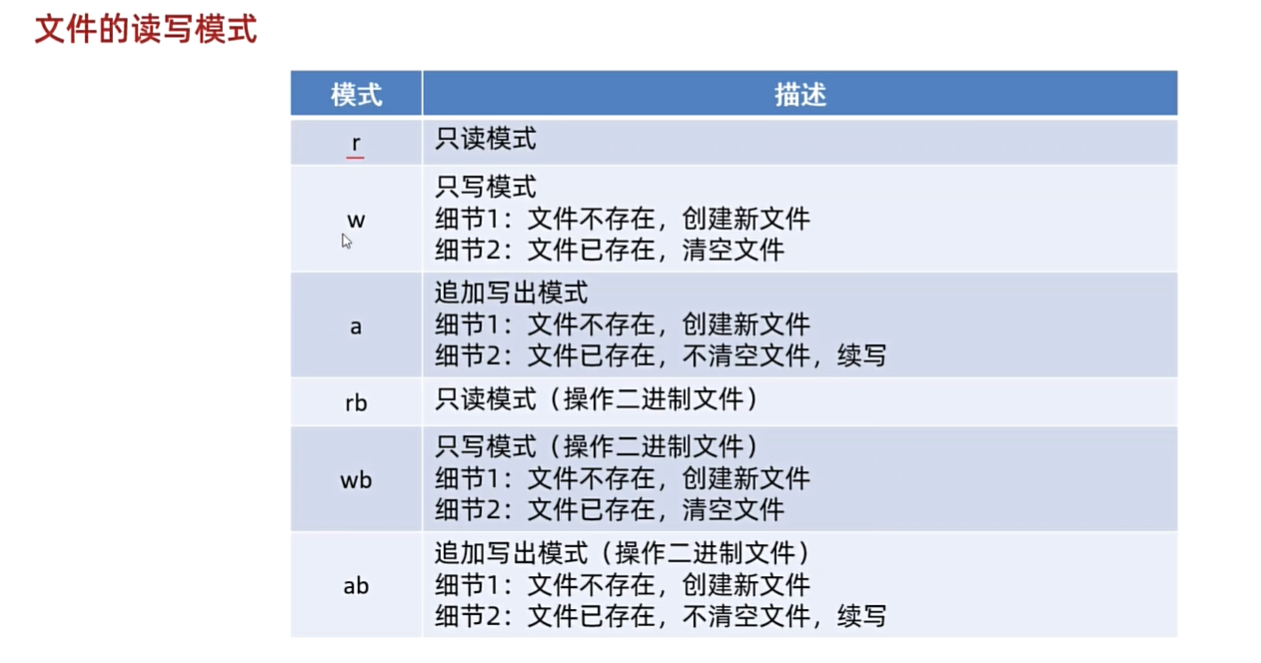 文件的读写模式
模式 描述
r 只读模式
w 只写模式
细节1：文件不存在，创建新文件
细节2：文件已存在，清空文件
a 追加写出模式
细节1：文件不存在，创建新文件
细节2：文件已存在，不清空文件，续写
rb 只读模式（操作二进制文件）
wb 只写模式（操作二进制文件）
细节1：文件不存在，创建新文件
细节2：文件已存在，清空文件
ab 追加写出模式（操作二进制文件）
细节1：文件不存在，创建新文件
细节2：文件已存在，不清空文件，续写